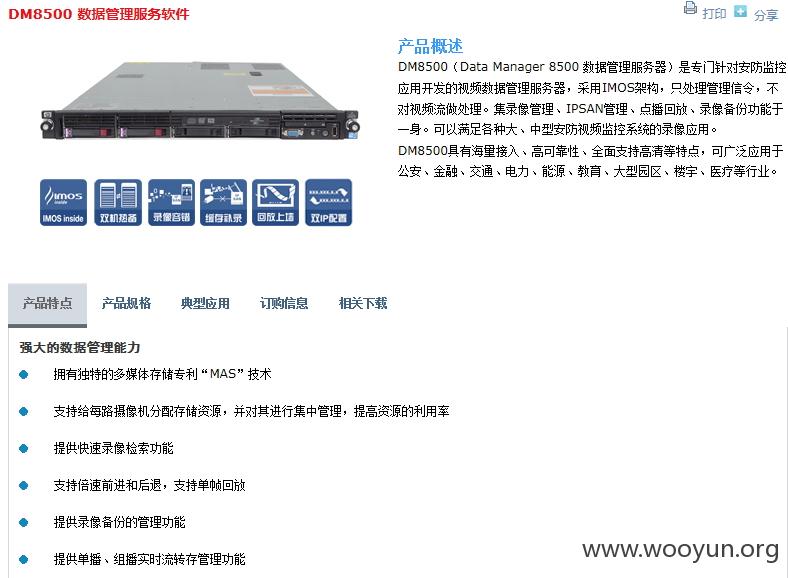 DM8500 数据管理服务软件
打印 分享
产品概述
DM8500（Data Manager 8500 数据管理服务器）是专门针对安防监控
应用开发的视频数据管理服务器，采用IMOS架构，只处理管理信令，不
对视频流做处理。集录像管理、IPSAN管理、点播回放、录像备份功能于
一身。可以满足各种大、中型安防视频监控系统的录像应用。
DM8500具有海量接入、高可靠性、全面支持高清等特点，可广泛应用于
公安、金融、交通、电力、能源、教育、大型园区、楼宇、医疗等行业。
imos
inside
IMOS inside 双机热备 录像容错 缓存补录 回放上墙 双IP配置
产品特点 产品规格 典型应用 订购信息 相关下载
强大的数据管理能力
拥有独特的多媒体存储专利“MAS”技术
支持给每路摄像机分配存储资源，并对其进行集中管理，提高资源的利用率
提供快速录像检索功能
支持倍速前进和后退，支持单帧回放
提供录像备份的管理功能
提供单播、组播实时流转存管理功能
www.wooyun.org